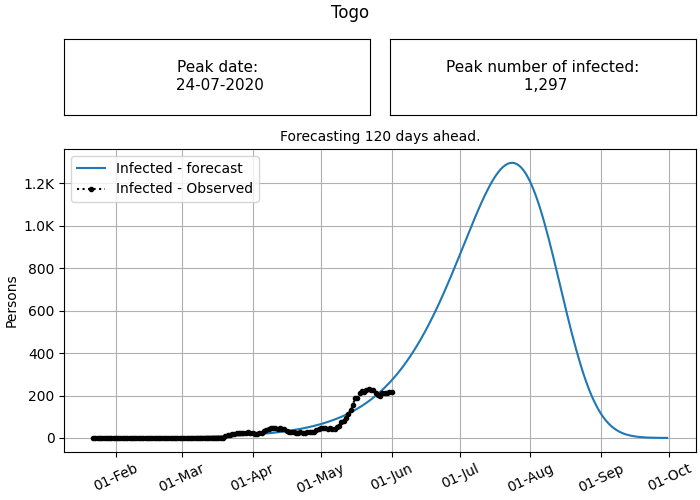 Togo
Peak date:
24-07-2020
Peak number of infected:
1,297
Forecasting 120 days ahead.
Infected - forecast
Infected - Observed
Persons
1.2K
1.0K
800
600
400
200
0
01-Feb
01-Mar
01-Apr
01-May
01-Jun
01-Jul
01-Aug
01-Sep
01-Oct